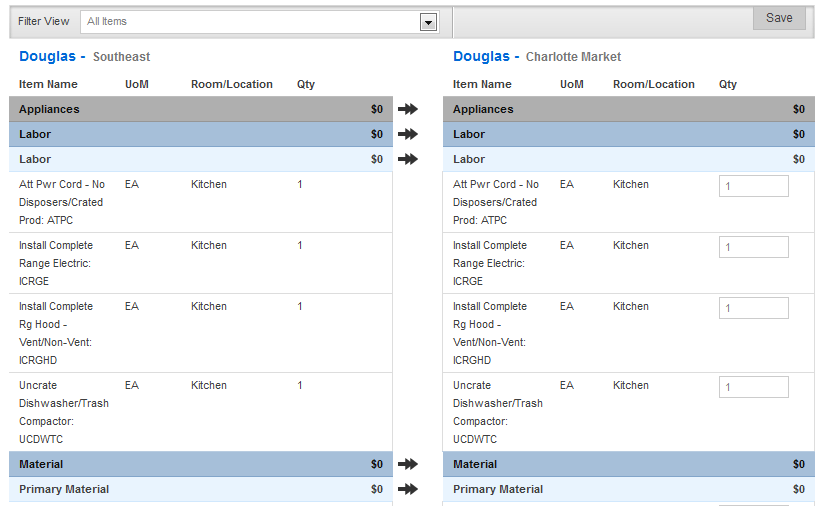 Filter View All Items Save
Douglas - Southeast Douglas - Charlotte Market
Item Name UoM Room/Location Qty Item Name UoM Room/Location Qty
Appliances $0 Appliances $0
Labor $0 Labor $0
Labor $0 Labor $0
Att Pwr Cord - No EA Kitchen 1 Att Pwr Cord - No EA Kitchen 1
Disposers/Crated Disposers/Crated
Prod: ATPC Prod: ATPC
Install Complete EA Kitchen 1 Install Complete EA Kitchen 1
Range Electric: Range Electric:
ICRGE ICRGE
Install Complete EA Kitchen 1 Install Complete EA Kitchen 1
Rg Hood - Rg Hood -
Vent/Non-Vent: Vent/Non-Vent:
ICRGHD ICRGHD
Uncrate EA Kitchen 1 Uncrate EA Kitchen 1
Dishwasher/Trash Dishwasher/Trash
Compactor: Compactor:
UCDWTC UCDWTC
Material $0 Material $0
Primary Material $0 Primary Material $0